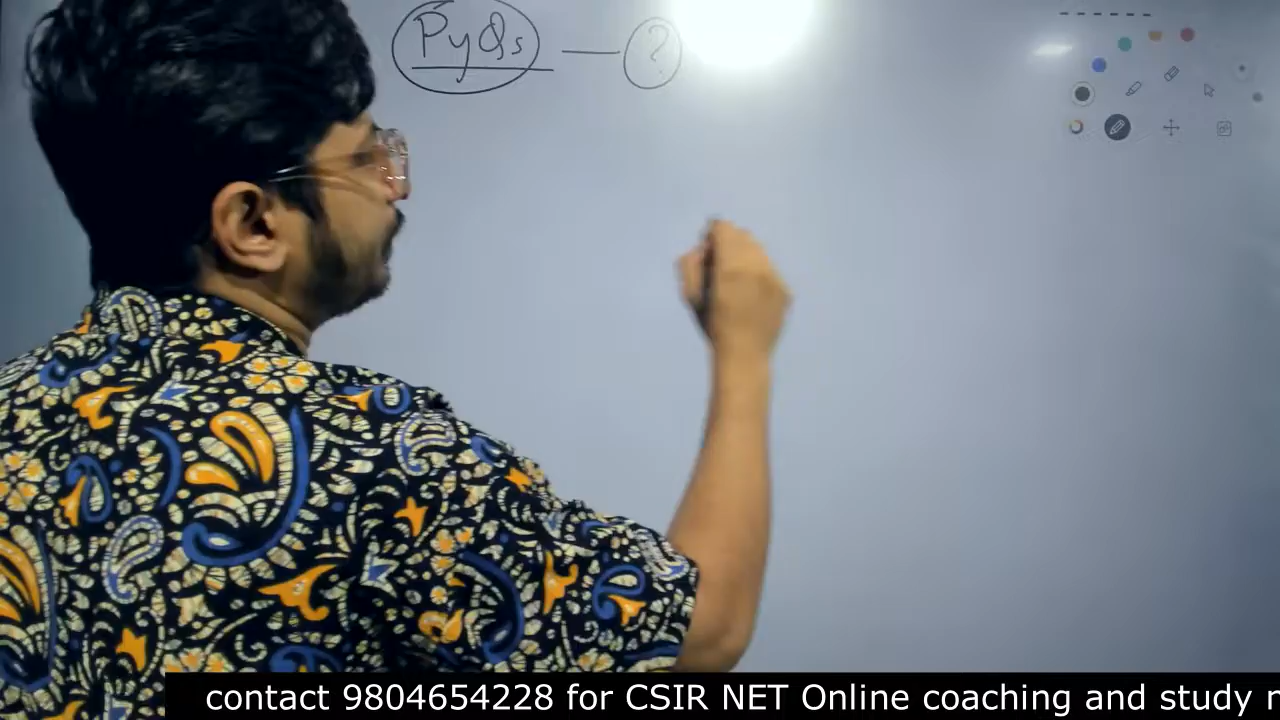 PyQs — ?
contact 9804654228 for CSIR NET Online coaching and study